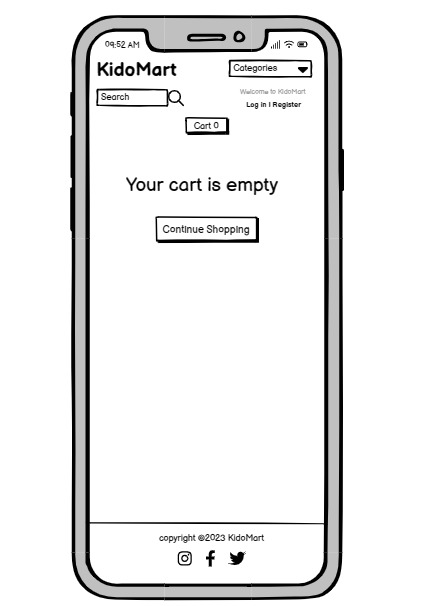 09:52 AM
KidoMart
Categories
Search
Welcome to KidoMart
Log in | Register
Cart 0
Your cart is empty
Continue Shopping
copyright ©2023 KidoMart